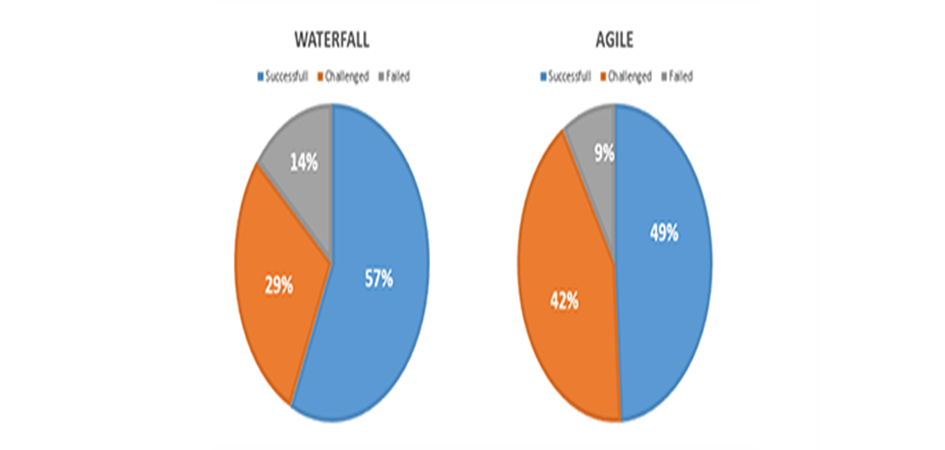 WATERFALL
Successfull Challenged Failed
14%
29%
57%
AGILE
Successfull Challenged Failed
9%
49%
42%